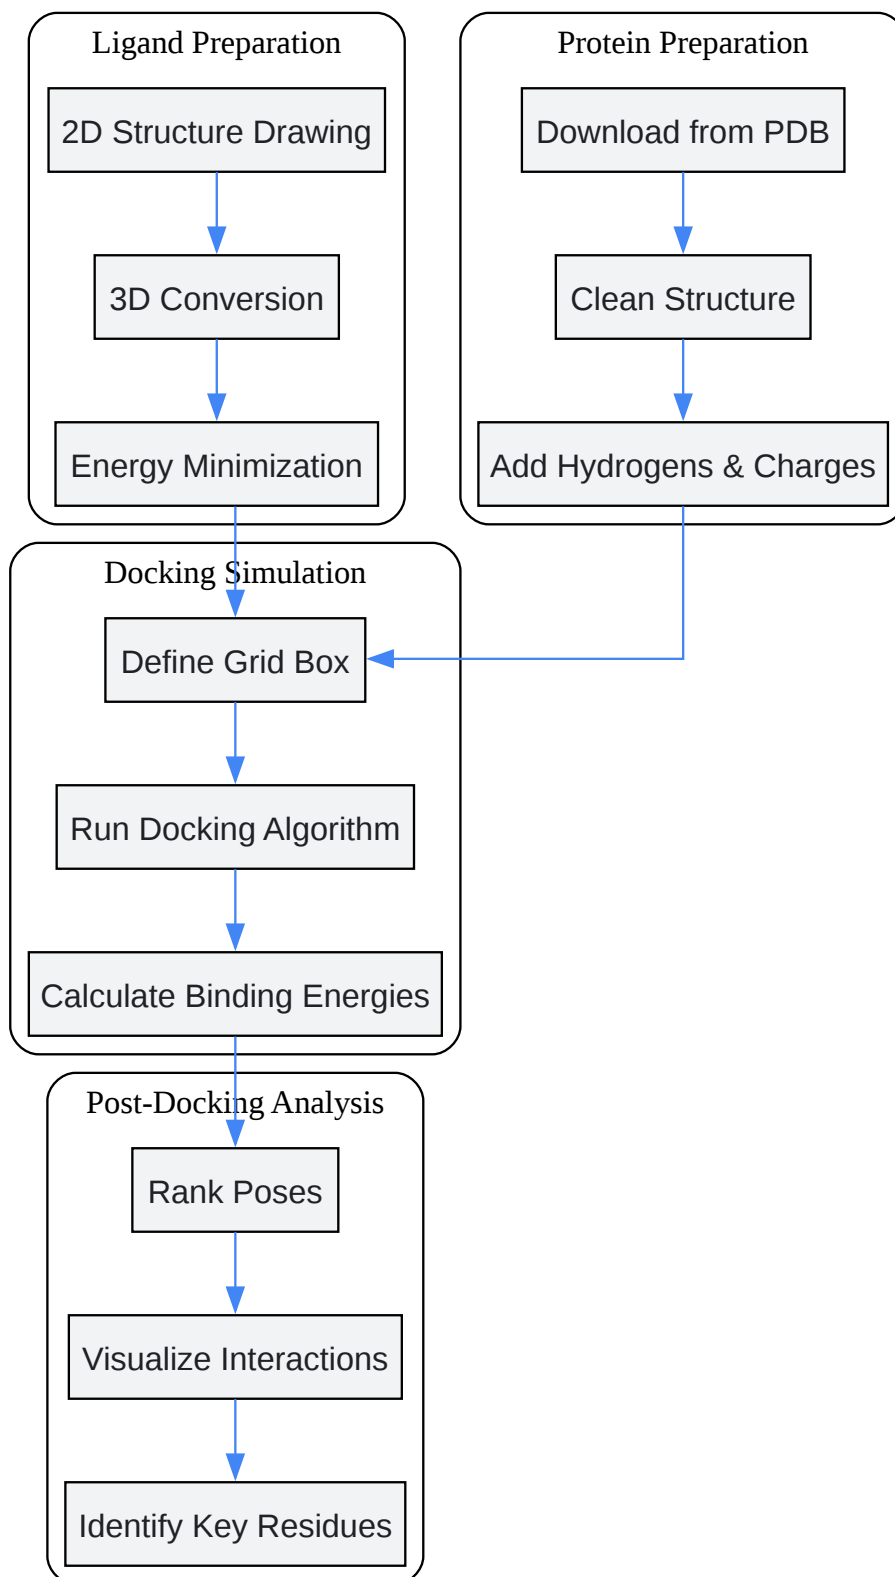 Ligand Preparation
2D Structure Drawing
3D Conversion
Energy Minimization
Protein Preparation
Download from PDB
Clean Structure
Add Hydrogens & Charges
Docking Simulation
Define Grid Box
Run Docking Algorithm
Calculate Binding Energies
Post-Docking Analysis
Rank Poses
Visualize Interactions
Identify Key Residues